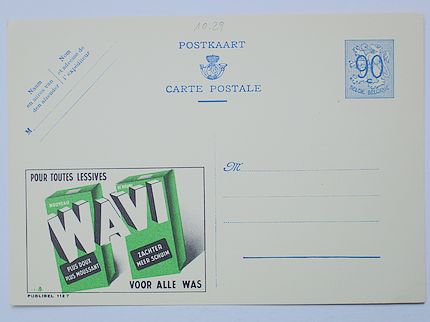 10.29
POSTKAART
CARTE POSTALE
90 c
BELGIE BELGIQUE
Naam
en adres van
den afzender
Nom
et adresse de
l'expéditeur
M
M
POUR TOUTES LESSIVES
NOUVEAU
WAVI
PLUS DOUX
PLUS MOUSSANT
ZACHTER
MEER SCHUIM
VOOR ALLE WAS
PUBLIBEL 1127